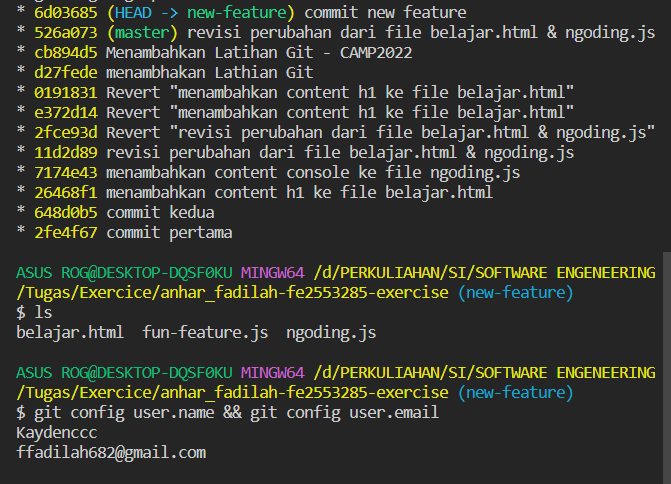 * 6d03685 (HEAD -> new-feature) commit new feature
* 526a073 (master) revisi perubahan dari file belajar.html & ngoding.js
* cb894d5 Menambahkan Latihan Git - CAMP2022
* d27fede menambhakan Lathian Git
* 0191831 Revert "menambahkan content h1 ke file belajar.html"
* e372d14 Revert "menambahkan content h1 ke file belajar.html"
* 2fce93d Revert "revisi perubahan dari file belajar.html & ngoding.js"
* 11d2d89 revisi perubahan dari file belajar.html & ngoding.js
* 7174e43 menambahkan content console ke file ngoding.js
* 26468f1 menambahkan content h1 ke file belajar.html
* 648d0b5 commit kedua
* 2fe4f67 commit pertama
ASUS ROG@DESKTOP-DQSF0KU MINGW64 /d/PERKULIAHAN/SI/SOFTWARE ENGENEERING
/Tugas/Exercice/anhar_fadilah-fe2553285-exercise (new-feature)
$ ls
belajar.html  fun-feature.js  ngoding.js
ASUS ROG@DESKTOP-DQSF0KU MINGW64 /d/PERKULIAHAN/SI/SOFTWARE ENGENEERING
/Tugas/Exercice/anhar_fadilah-fe2553285-exercise (new-feature)
$ git config user.name && git config user.email
Kaydenccc
ffadilah682@gmail.com